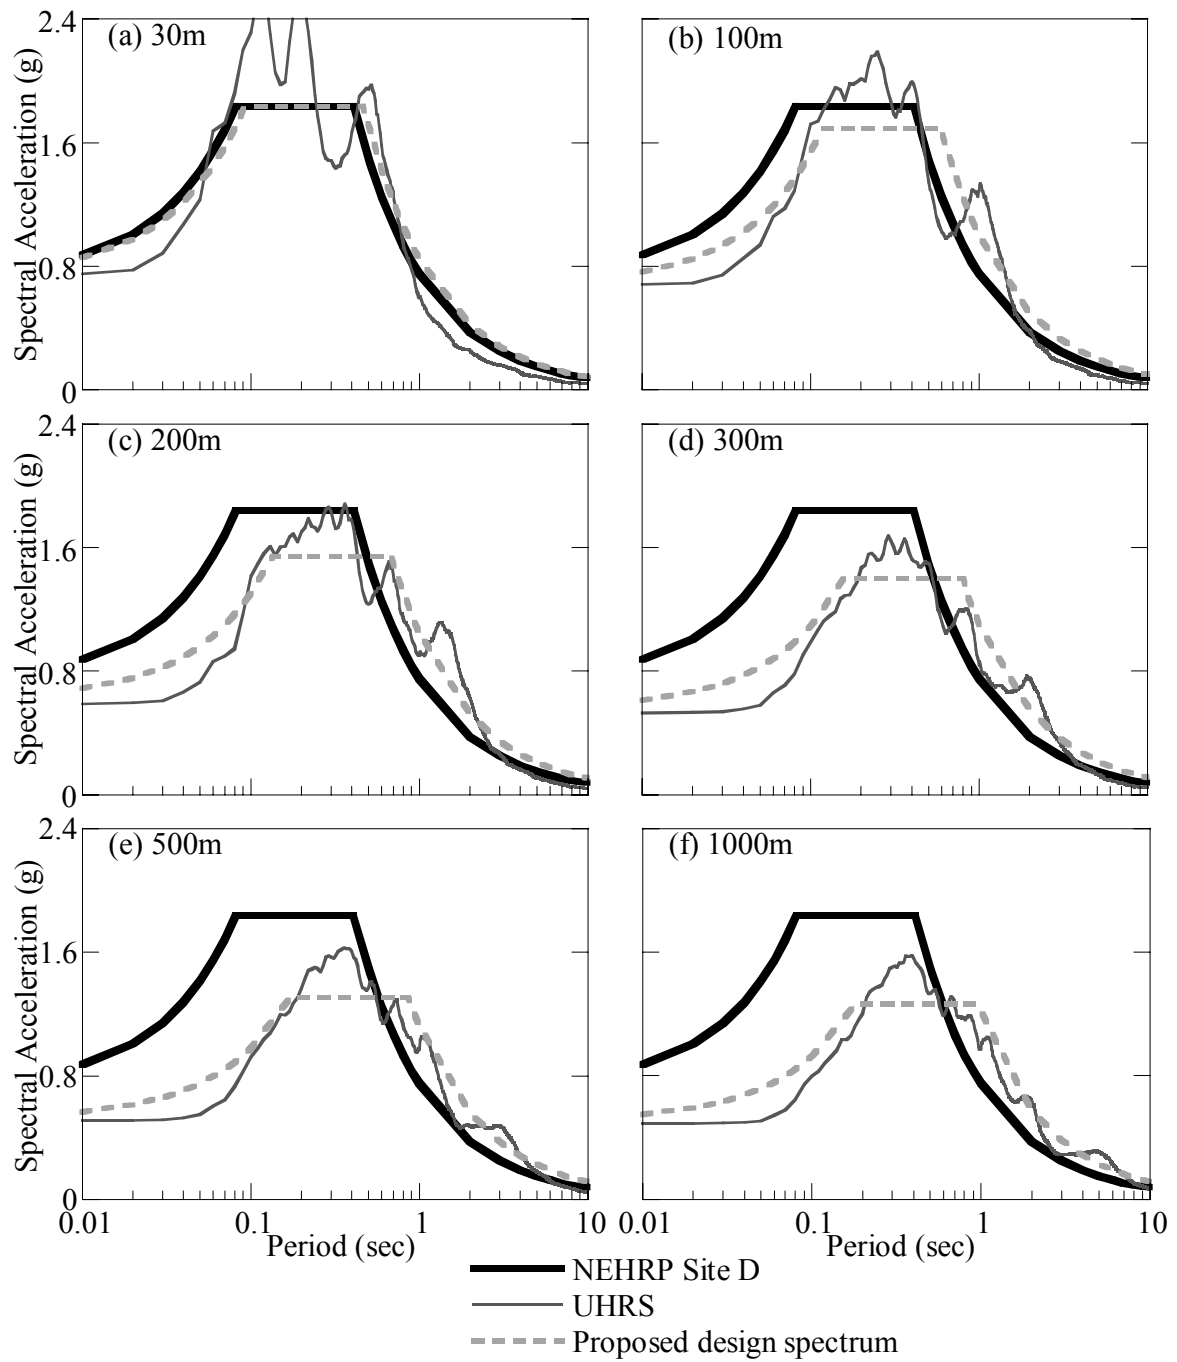 (a) 30m
(b) 100m
Spectral Acceleration (g)
2.4
1.6
0.8
0
(c) 200m
(d) 300m
Spectral Acceleration (g)
2.4
1.6
0.8
0
(e) 500m
(f) 1000m
Spectral Acceleration (g)
2.4
1.6
0.8
0
0.01 0.1 1 10
0.01 0.1 1 10
Period (sec)
Period (sec)
NEHRP Site D
UHRS
Proposed design spectrum